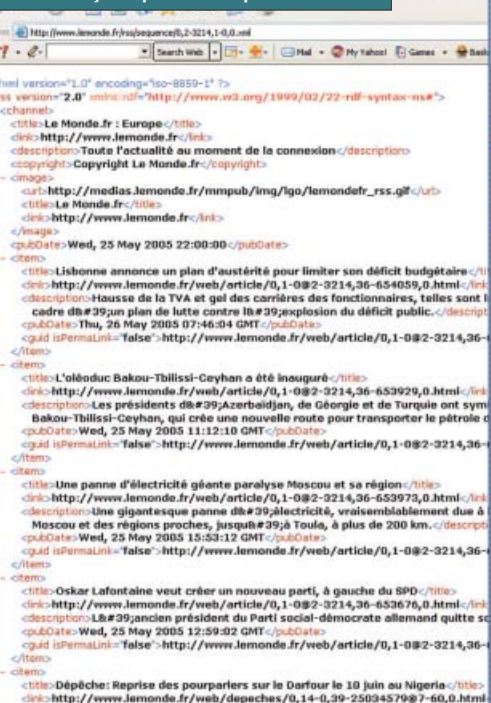 http://www.lemonde.fr/rss/sequence/0,2-3214,1-0,0.xml
Search Web Mail My Yahoo! Games
xml version="1.0" encoding="iso-8859-1" ?>
ss version="2.0" xmlns:rdf="http://www.w3.org/1999/02/22-rdf-syntax-ns#">
<channel>
<title>Le Monde.fr : Europe</title>
<link>http://www.lemonde.fr</link>
<description>Toute l'actualité au moment de la connexion</description>
<copyright>Copyright Le Monde.fr</copyright>
- <image>
<url>http://medias.lemonde.fr/mmpub/img/lgo/lemondefr_rss.gif</url>
<title>Le Monde.fr</title>
<link>http://www.lemonde.fr</link>
</image>
<pubDate>Wed, 25 May 2005 22:00:00</pubDate>
- <item>
<title>Lisbonne annonce un plan d'austérité pour limiter son déficit budgétaire</ti
<link>http://www.lemonde.fr/web/article/0,1-0@2-3214,36-654059,0.html</link
<description>Hausse de la TVA et gel des carrières des fonctionnaires, telles sont l
cadre d&#39;un plan de lutte contre l&#39;explosion du déficit public.</descript
<pubDate>Thu, 26 May 2005 07:46:04 GMT</pubDate>
<guid isPermaLink="false">http://www.lemonde.fr/web/article/0,1-0@2-3214,36-
</item>
- <item>
<title>L'oléoduc Bakou-Tbilissi-Ceyhan a été inauguré</title>
<link>http://www.lemonde.fr/web/article/0,1-0@2-3214,36-653929,0.html</link
<description>Les présidents d&#39;Azerbaïdjan, de Géorgie et de Turquie ont sym
Bakou-Tbilissi-Ceyhan, qui crée une nouvelle route pour transporter le pétrole d
<pubDate>Wed, 25 May 2005 11:12:10 GMT</pubDate>
<guid isPermaLink="false">http://www.lemonde.fr/web/article/0,1-0@2-3214,36-
</item>
- <item>
<title>Une panne d'électricité géante paralyse Moscou et sa région</title>
<link>http://www.lemonde.fr/web/article/0,1-0@2-3214,36-653973,0.html</link
<description>Une gigantesque panne d&#39;électricité, vraisemblablement due à
Moscou et des régions proches, jusqu&#39;à Toula, à plus de 200 km.</descripti
<pubDate>Wed, 25 May 2005 15:53:12 GMT</pubDate>
<guid isPermaLink="false">http://www.lemonde.fr/web/article/0,1-0@2-3214,36-
</item>
- <item>
<title>Oskar Lafontaine veut créer un nouveau parti, à gauche du SPD</title>
<link>http://www.lemonde.fr/web/article/0,1-0@2-3214,36-653676,0.html</link
<description>L&#39;ancien président du Parti social-démocrate allemand quitte so
<pubDate>Wed, 25 May 2005 12:59:02 GMT</pubDate>
<guid isPermaLink="false">http://www.lemonde.fr/web/article/0,1-0@2-3214,36-
</item>
- <item>
<title>Dépêche: Reprise des pourparlers sur le Darfour le 10 juin au Nigeria</title>
<link>http://www.lemonde.fr/web/depeches/0,14-0,39-25034579@7-60,0.html